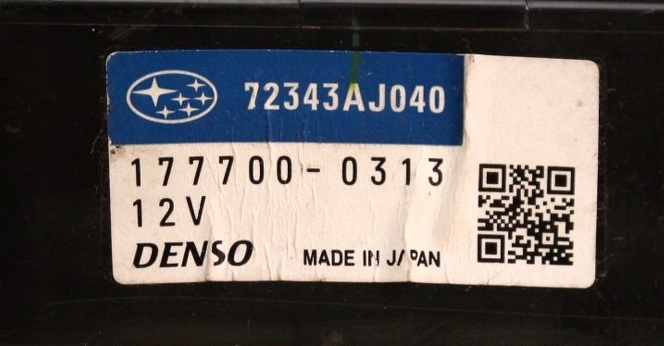 72343AJ040
177700-0313
12V
DENSO MADE IN JAPAN